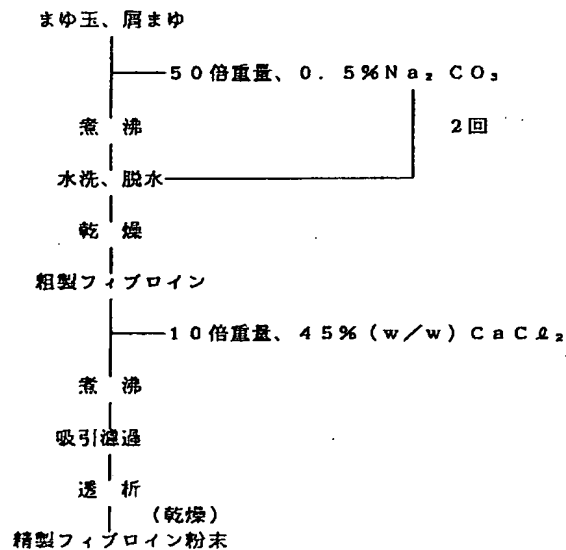 まゆ玉、屑まゆ
50倍重量、0.5%Na₂CO₃
煮沸
2回
水洗、脱水
乾燥
粗製フィブロイン
10倍重量、45%(w/w)CaCℓ₂
煮沸
吸引濾過
透析
(乾燥)
精製フィブロイン粉末